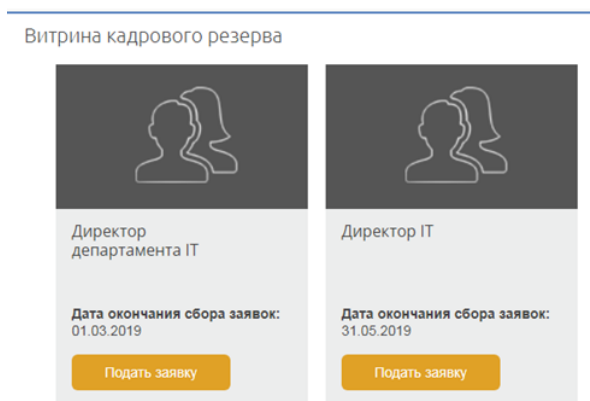 Витрина кадрового резерва
Директор
департамента IT
Дата окончания сбора заявок:
01.03.2019
Подать заявку
Директор IT
Дата окончания сбора заявок:
31.05.2019
Подать заявку